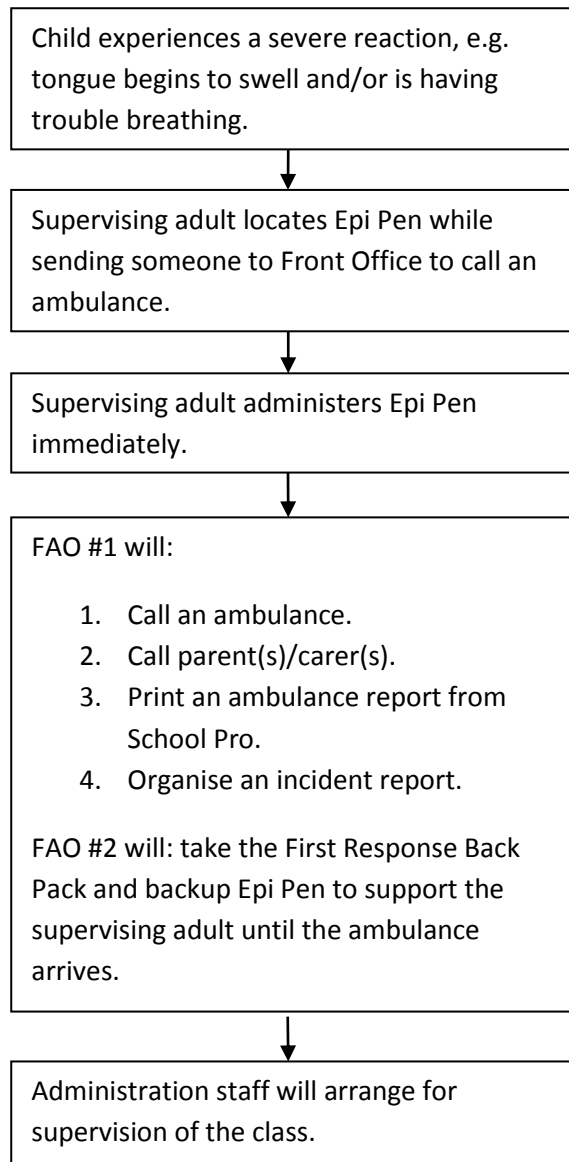 Child experiences a severe reaction, e.g.
tongue begins to swell and/or is having
trouble breathing.
Supervising adult locates Epi Pen while
sending someone to Front Office to call an
ambulance.
Supervising adult administers Epi Pen
immediately.
FAO #1 will:
1. Call an ambulance.
2. Call parent(s)/carer(s).
3. Print an ambulance report from
School Pro.
4. Organise an incident report.
FAO #2 will: take the First Response Back
Pack and backup Epi Pen to support the
supervising adult until the ambulance
arrives.
Administration staff will arrange for
supervision of the class.